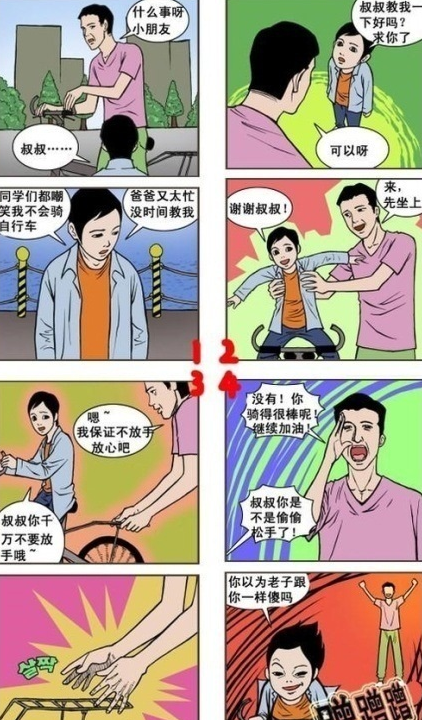 什么事呀
小朋友
叔叔……
同学们都嘲
笑我不会骑
自行车
爸爸又太忙
没时间教我
叔叔教我一
下好吗?
求你了
可以呀
来,
先坐上
谢谢叔叔!
1 2
3 4
嗯~
我保证不放手
放心吧
叔叔你千
万不要放
手哦~
살짝
没有!你
骑得很棒呢!
继续加油!
叔叔你是
不是偷偷
松手了!
你以为老子跟
你一样傻吗